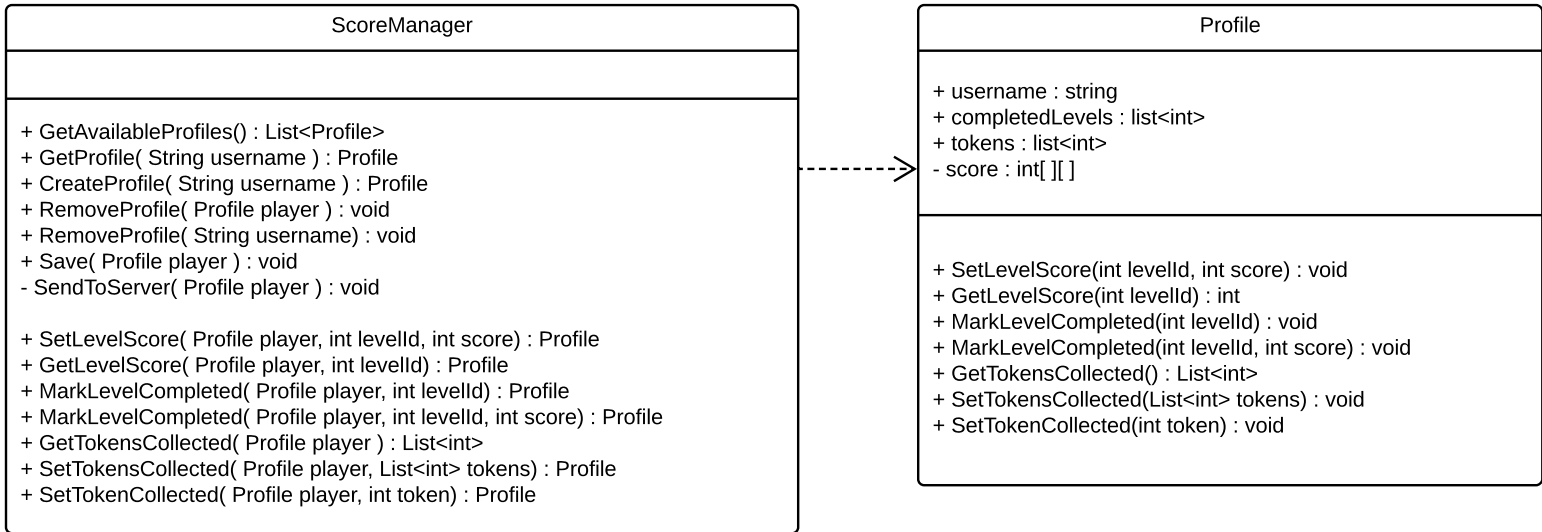 ScoreManager
+ GetAvailableProfiles() : List<Profile>
+ GetProfile( String username ) : Profile
+ CreateProfile( String username ) : Profile
+ RemoveProfile( Profile player ) : void
+ RemoveProfile( String username) : void
+ Save( Profile player ) : void
- SendToServer( Profile player ) : void
+ SetLevelScore( Profile player, int levelId, int score) : Profile
+ GetLevelScore( Profile player, int levelId) : Profile
+ MarkLevelCompleted( Profile player, int levelId) : Profile
+ MarkLevelCompleted( Profile player, int levelId, int score) : Profile
+ GetTokensCollected( Profile player ) : List<int>
+ SetTokensCollected( Profile player, List<int> tokens) : Profile
+ SetTokenCollected( Profile player, int token) : Profile
Profile
+ username : string
+ completedLevels : list<int>
+ tokens : list<int>
- score : int[ ][ ]
+ SetLevelScore(int levelId, int score) : void
+ GetLevelScore(int levelId) : int
+ MarkLevelCompleted(int levelId) : void
+ MarkLevelCompleted(int levelId, int score) : void
+ GetTokensCollected() : List<int>
+ SetTokensCollected(List<int> tokens) : void
+ SetTokenCollected(int token) : void